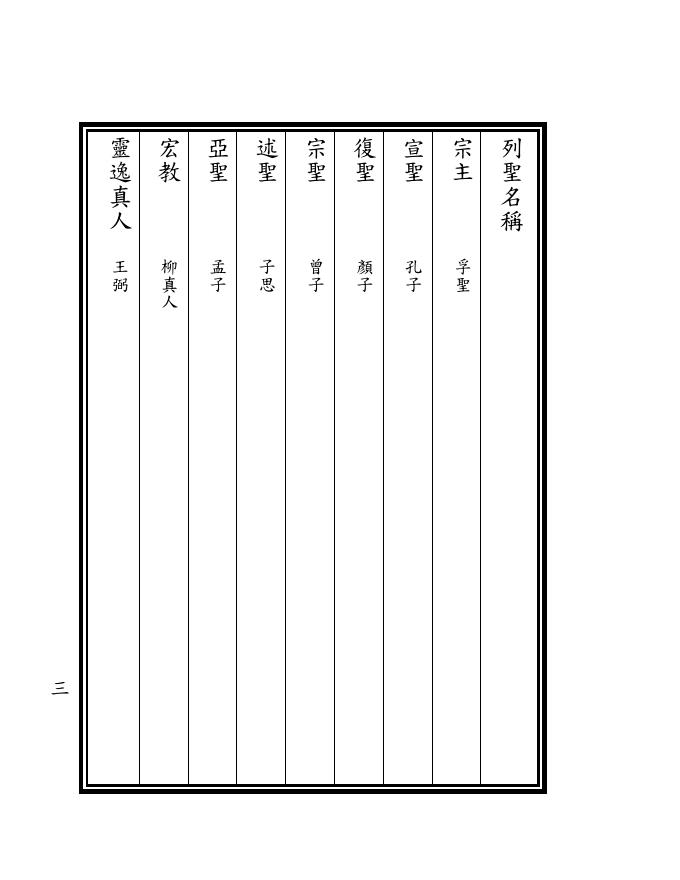 列聖名稱
宗主 孚聖
宣聖 孔子
復聖 顏子
宗聖 曾子
述聖 子思
亞聖 孟子
宏教 柳真人
靈逸真人 王弼
三